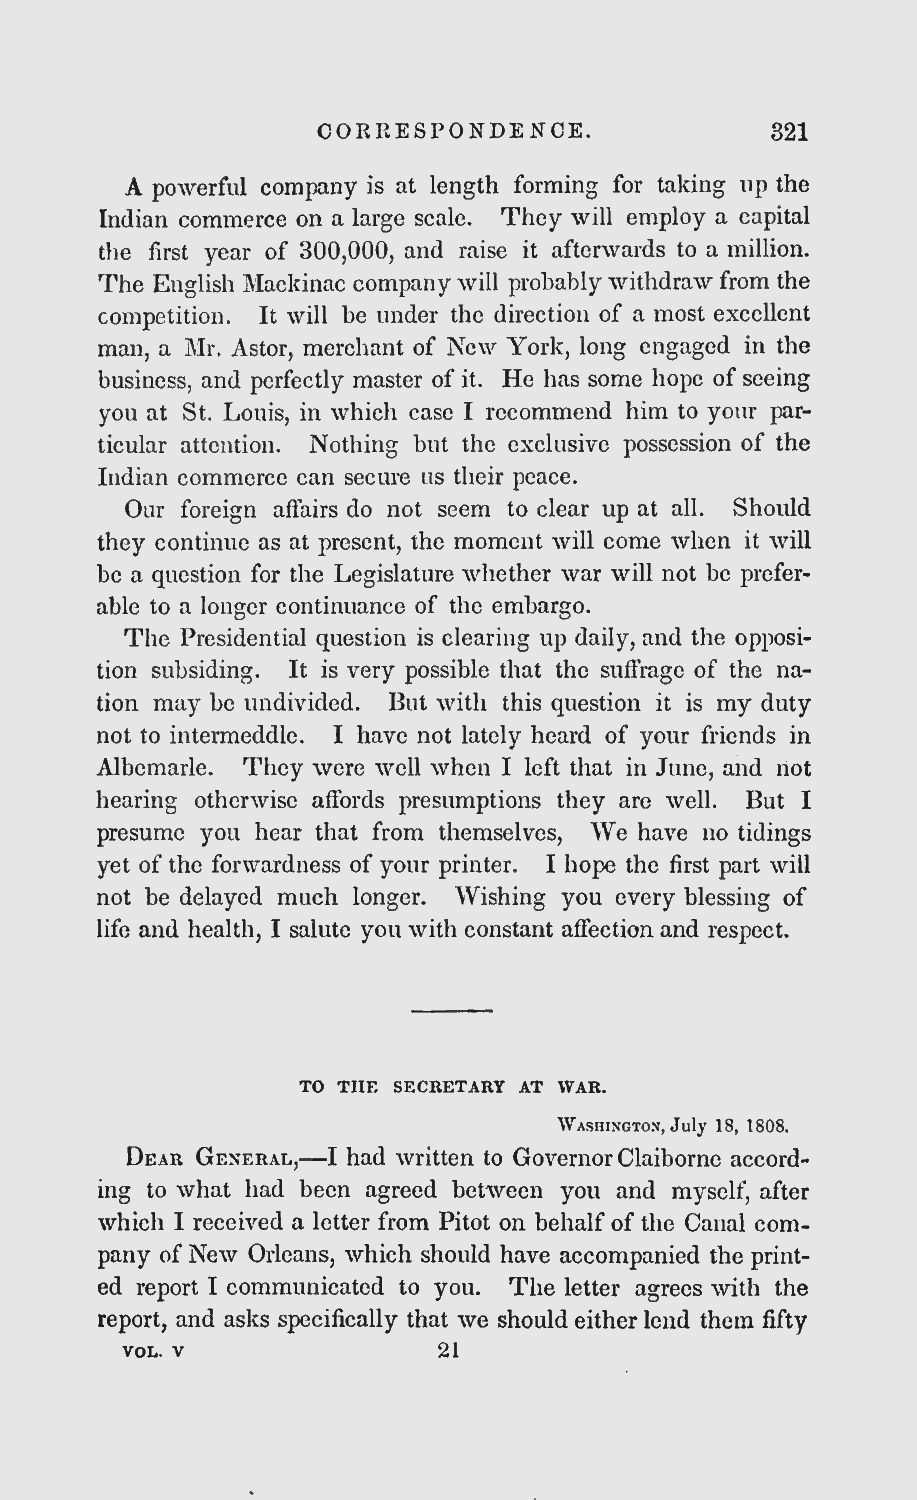 CORRESPONDENCE. 321
A powerful company is at length forming for taking up the
Indian commerce on a large scale. They will employ a capital
the first year of 300,000, and raise it afterwards to a million.
The English Mackinac company will probably withdraw from the
competition. It will be under the direction of a most excellent
man, a Mr. Astor, merchant of New York, long engaged in the
business, and perfectly master of it. He has some hope of seeing
you at St. Louis, in which case I recommend him to your par-
ticular attention. Nothing but the exclusive possession of the
Indian commerce can secure us their peace.
Our foreign affairs do not seem to clear up at all. Should
they continue as at present, the moment will come when it will
be a question for the Legislature whether war will not be prefer-
able to a longer continuance of the embargo.
The Presidential question is clearing up daily, and the opposi-
tion subsiding. It is very possible that the suffrage of the na-
tion may be undivided. But with this question it is my duty
not to intermeddle. I have not lately heard of your friends in
Albemarle. They were well when I left that in June, and not
hearing otherwise affords presumptions they are well. But I
presume you hear that from themselves, We have no tidings
yet of the forwardness of your printer. I hope the first part will
not be delayed much longer. Wishing you every blessing of
life and health, I salute you with constant affection and respect.
TO THE SECRETARY AT WAR.
WASHINGTON, July 18, 1808.
DEAR GENERAL,—I had written to Governor Claiborne accord-
ing to what had been agreed between you and myself, after
which I received a letter from Pitot on behalf of the Canal com-
pany of New Orleans, which should have accompanied the print-
ed report I communicated to you. The letter agrees with the
report, and asks specifically that we should either lend them fifty
VOL. V 21